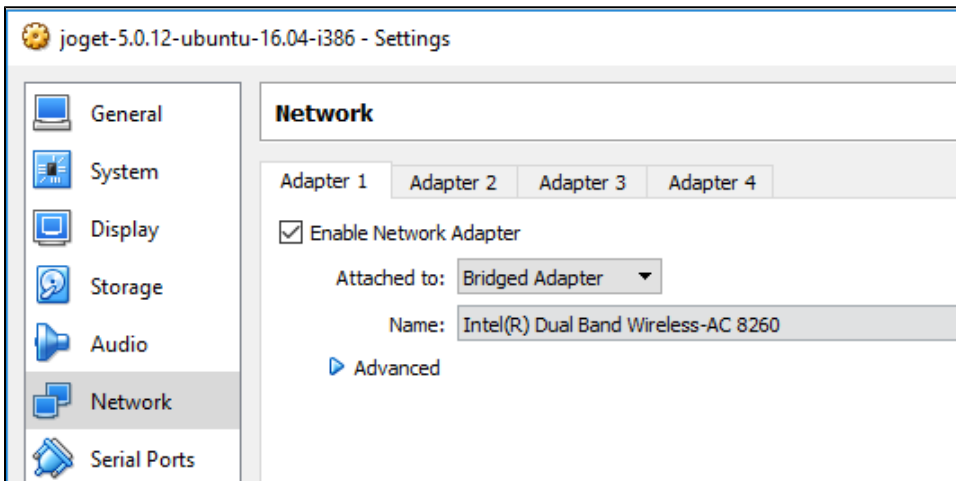 joget-5.0.12-ubuntu-16.04-i386 - Settings
General
System
Display
Storage
Audio
Network
Serial Ports
Network
Adapter 1 Adapter 2 Adapter 3 Adapter 4
Enable Network Adapter
Attached to: Bridged Adapter
Name: Intel(R) Dual Band Wireless-AC 8260
Advanced